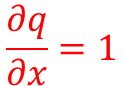 ∂q/∂x = 1